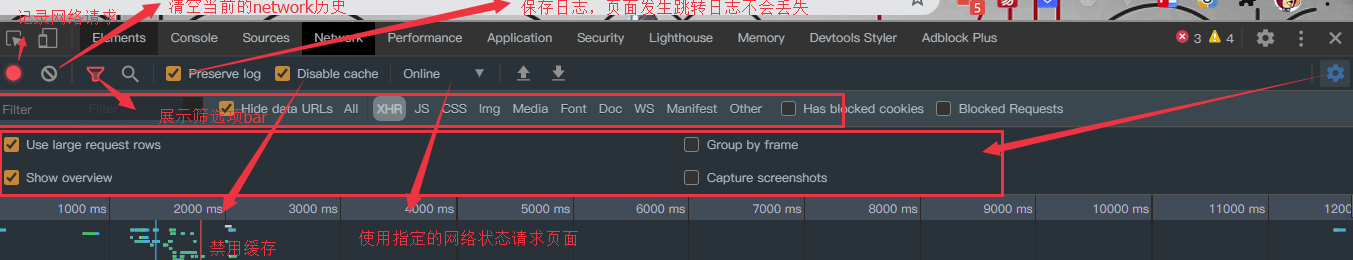 清空当前的network历史
保存日志，页面发生跳转日志不会丢失
5
记录网络请求
Elements Console Sources Network Performance Application Security Lighthouse Memory Devtools Styler Adblock Plus 3 4
Preserve log Disable cache Online
Filter Hide data URLs All XHR JS CSS Img Media Font Doc WS Manifest Other Has blocked cookies Blocked Requests
展示筛选项bar
Use large request rows Group by frame
Show overview Capture screenshots
1000 ms 2000 ms 3000 ms 4000 ms 5000 ms 6000 ms 7000 ms 8000 ms 9000 ms 10000 ms 11000 ms 1200
禁用缓存 使用指定的网络状态请求页面